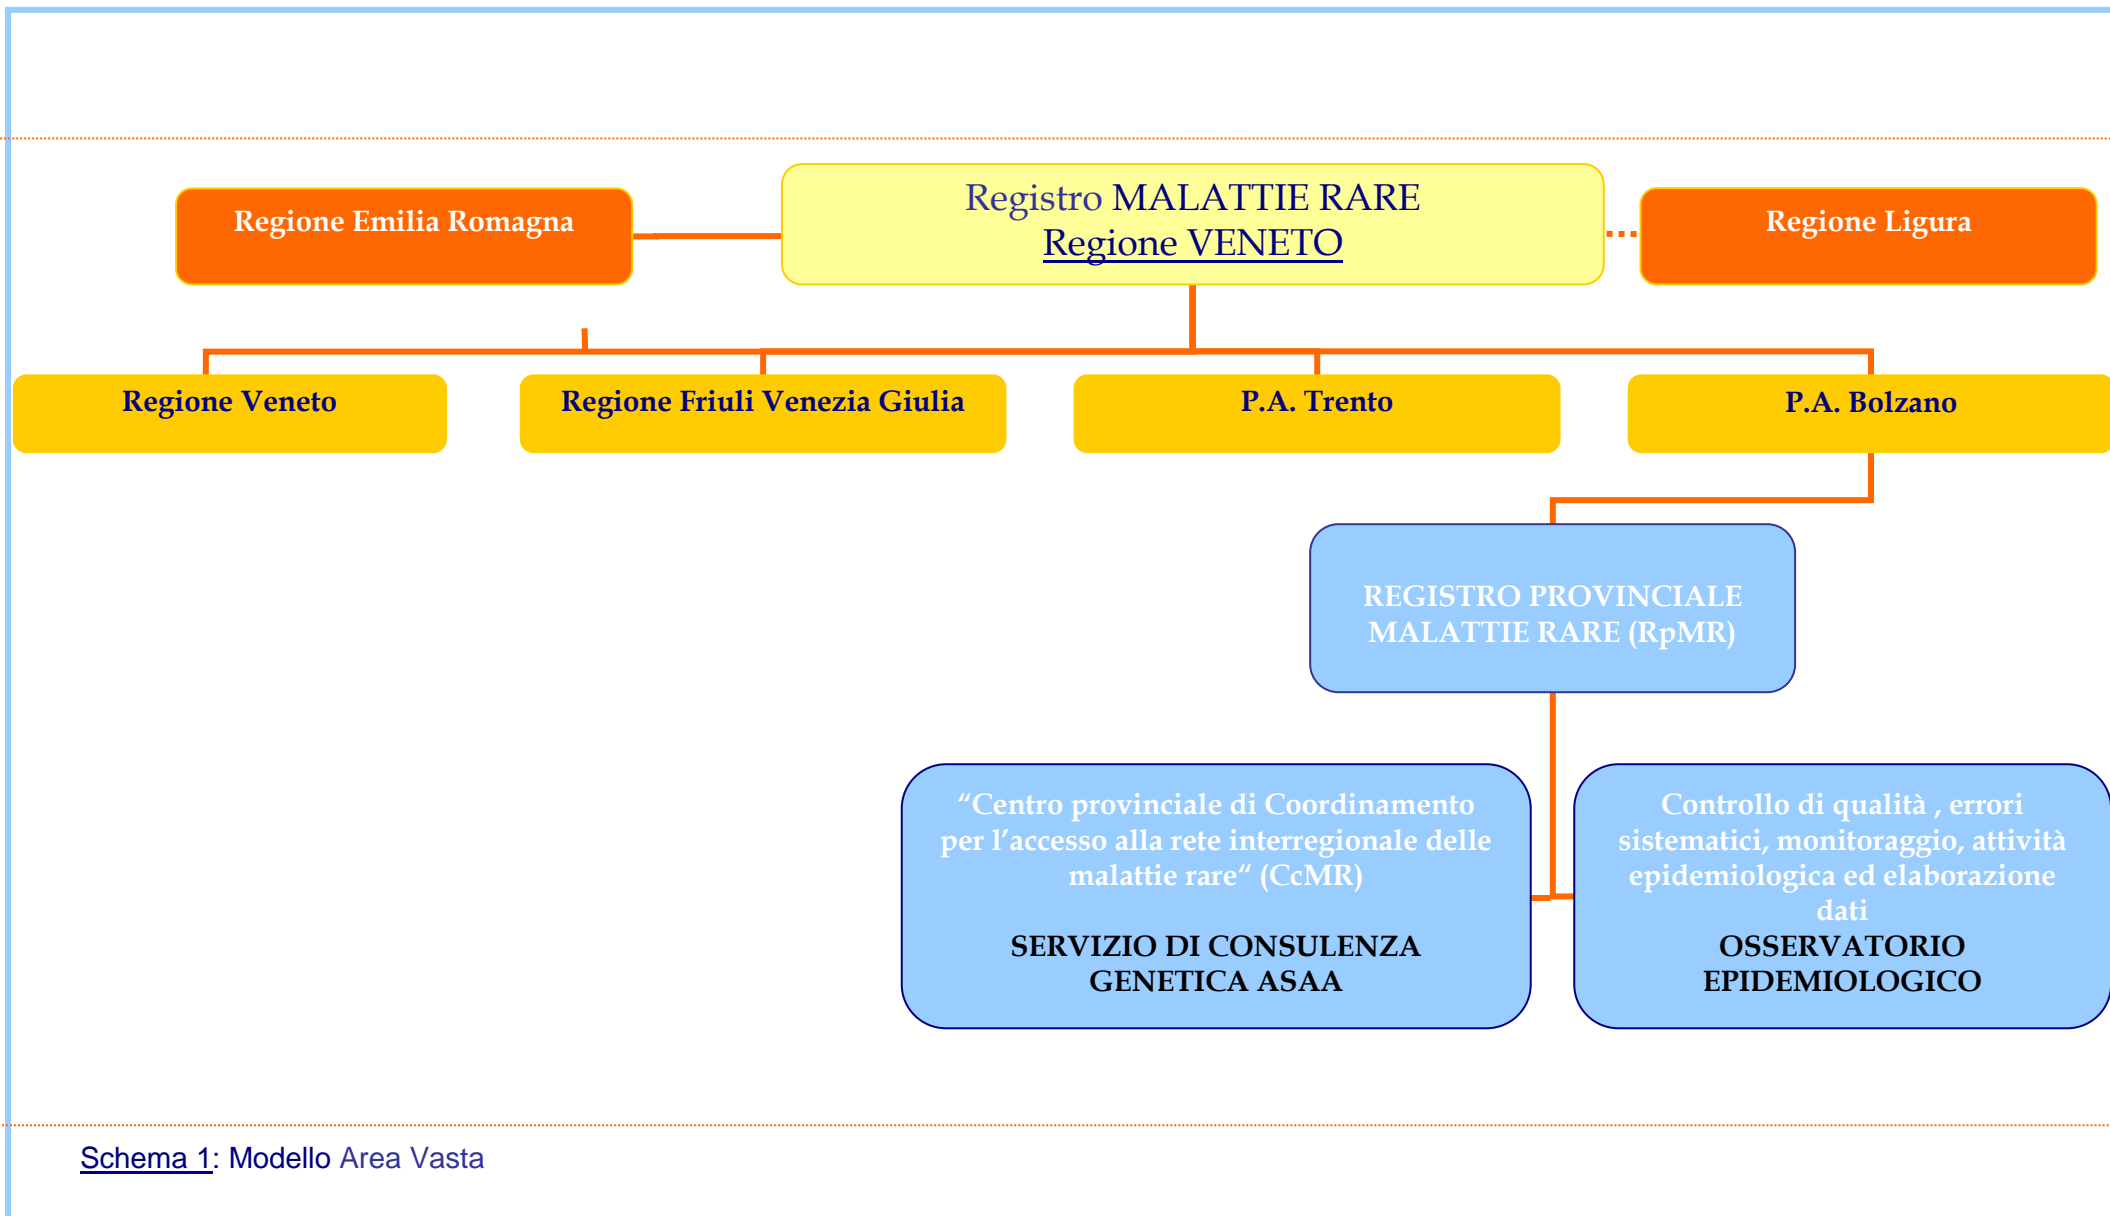 Registro MALATTIE RARE
Regione VENETO
Regione Emilia Romagna
Regione Ligura
Regione Veneto
Regione Friuli Venezia Giulia
P.A. Trento
P.A. Bolzano
REGISTRO PROVINCIALE
MALATTIE RARE (RpMR)
“Centro provinciale di Coordinamento
per l’accesso alla rete interregionale delle
malattie rare“ (CcMR)
SERVIZIO DI CONSULENZA
GENETICA ASAA
Controllo di qualità , errori
sistematici, monitoraggio, attività
epidemiologica ed elaborazione
dati
OSSERVATORIO
EPIDEMIOLOGICO
Schema 1: Modello Area Vasta